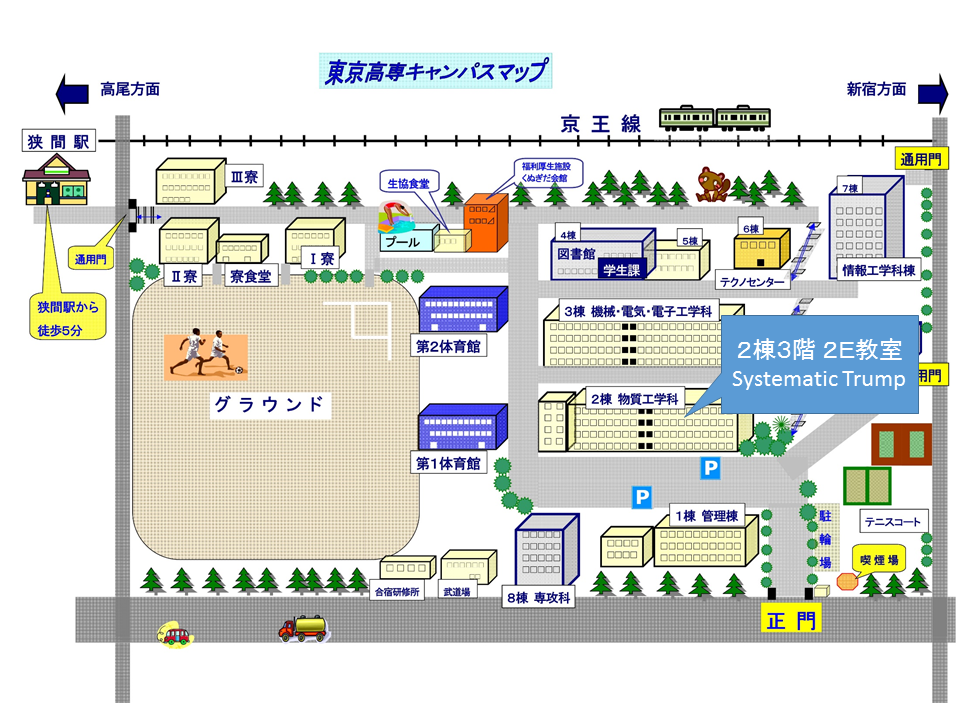 東京高専キャンパスマップ
高尾方面
新宿方面
京王線
狭間駅
通用門
Ⅲ寮
生協食堂
福利厚生施設
くぬぎだ会館
プール
7棟
4棟
図書館
学生課
5棟
6棟
テクノセンター
情報工学科棟
通用門
Ⅱ寮
寮食堂
Ⅰ寮
狭間駅から
徒歩5分
第2体育館
3棟 機械・電気・電子工学科
2棟3階 2E教室
Systematic Trump
用門
グラウンド
2棟 物質工学科
第1体育館
P
P
1棟 管理棟
駐輪場
テニスコート
喫煙場
合宿研修所
武道場
8棟 専攻科
正門